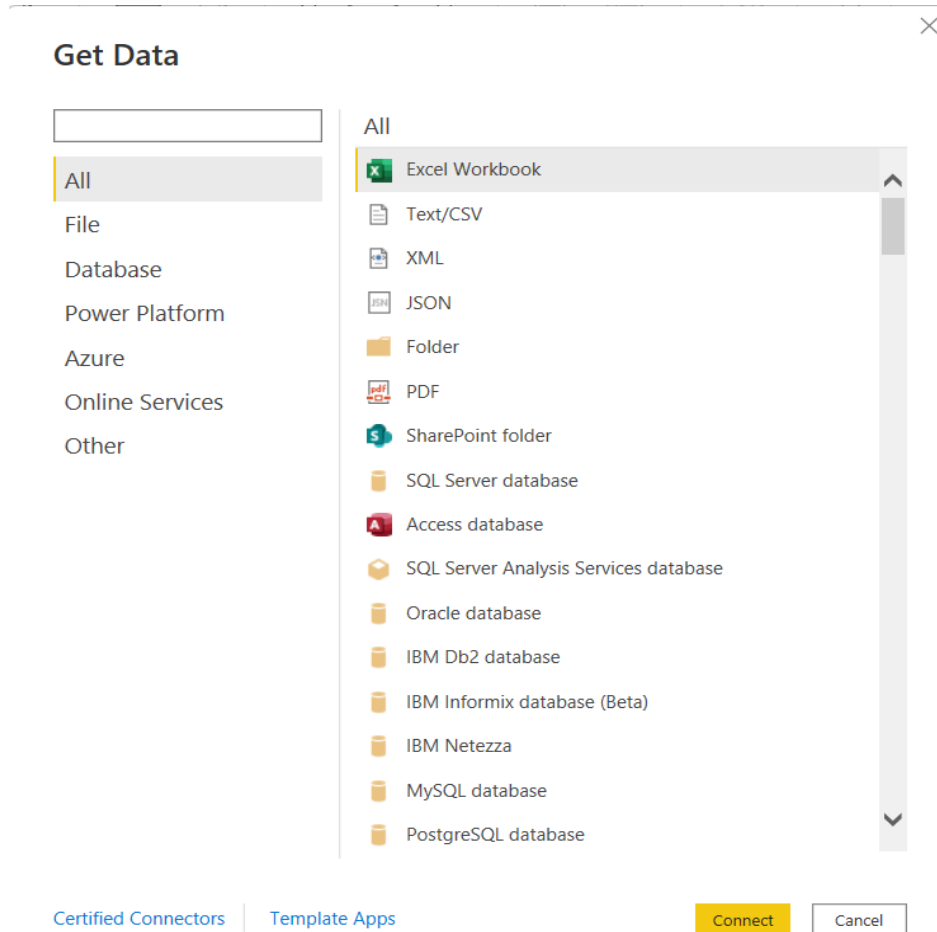 Get Data
All
File
Database
Power Platform
Azure
Online Services
Other
All
Excel Workbook
Text/CSV
XML
JSN JSON
Folder
pdf PDF
SharePoint folder
SQL Server database
Access database
SQL Server Analysis Services database
Oracle database
IBM Db2 database
IBM Informix database (Beta)
IBM Netezza
MySQL database
PostgreSQL database
Certified Connectors
Template Apps
Connect
Cancel